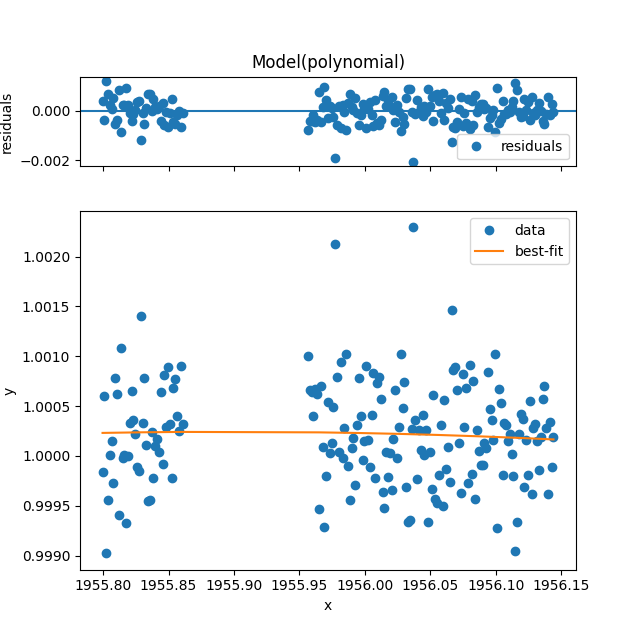 Model(polynomial)
residuals
0.000
−0.002
residuals
y
1.0020
1.0015
1.0010
1.0005
1.0000
0.9995
0.9990
data
best-fit
1955.80 1955.85 1955.90 1955.95 1956.00 1956.05 1956.10 1956.15
x